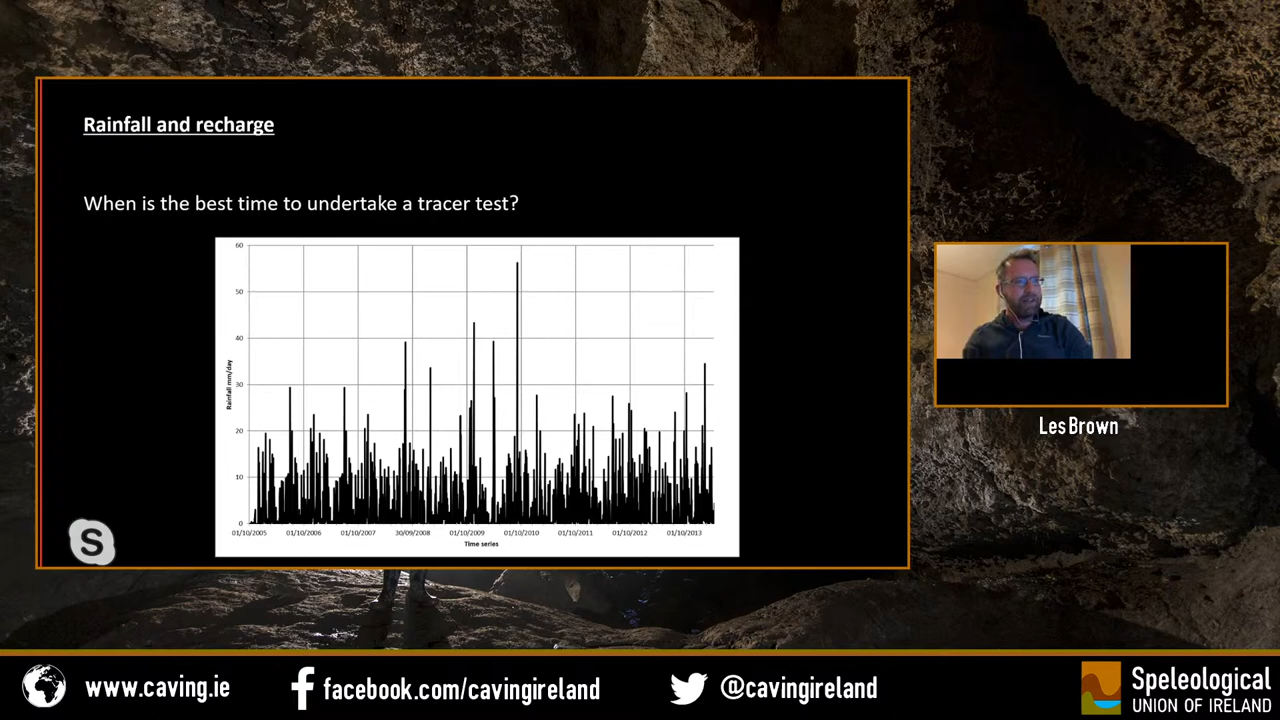 Rainfall and recharge
When is the best time to undertake a tracer test?
60
50
40
30
20
10
0
Rainfall mm/day
01/10/2005 01/10/2006 01/10/2007 30/09/2008 01/10/2009 01/10/2010 01/10/2011 01/10/2012 01/10/2013
Time series
S
Les Brown
www.caving.ie
facebook.com/cavingireland
@cavingireland
Speleological
UNION OF IRELAND